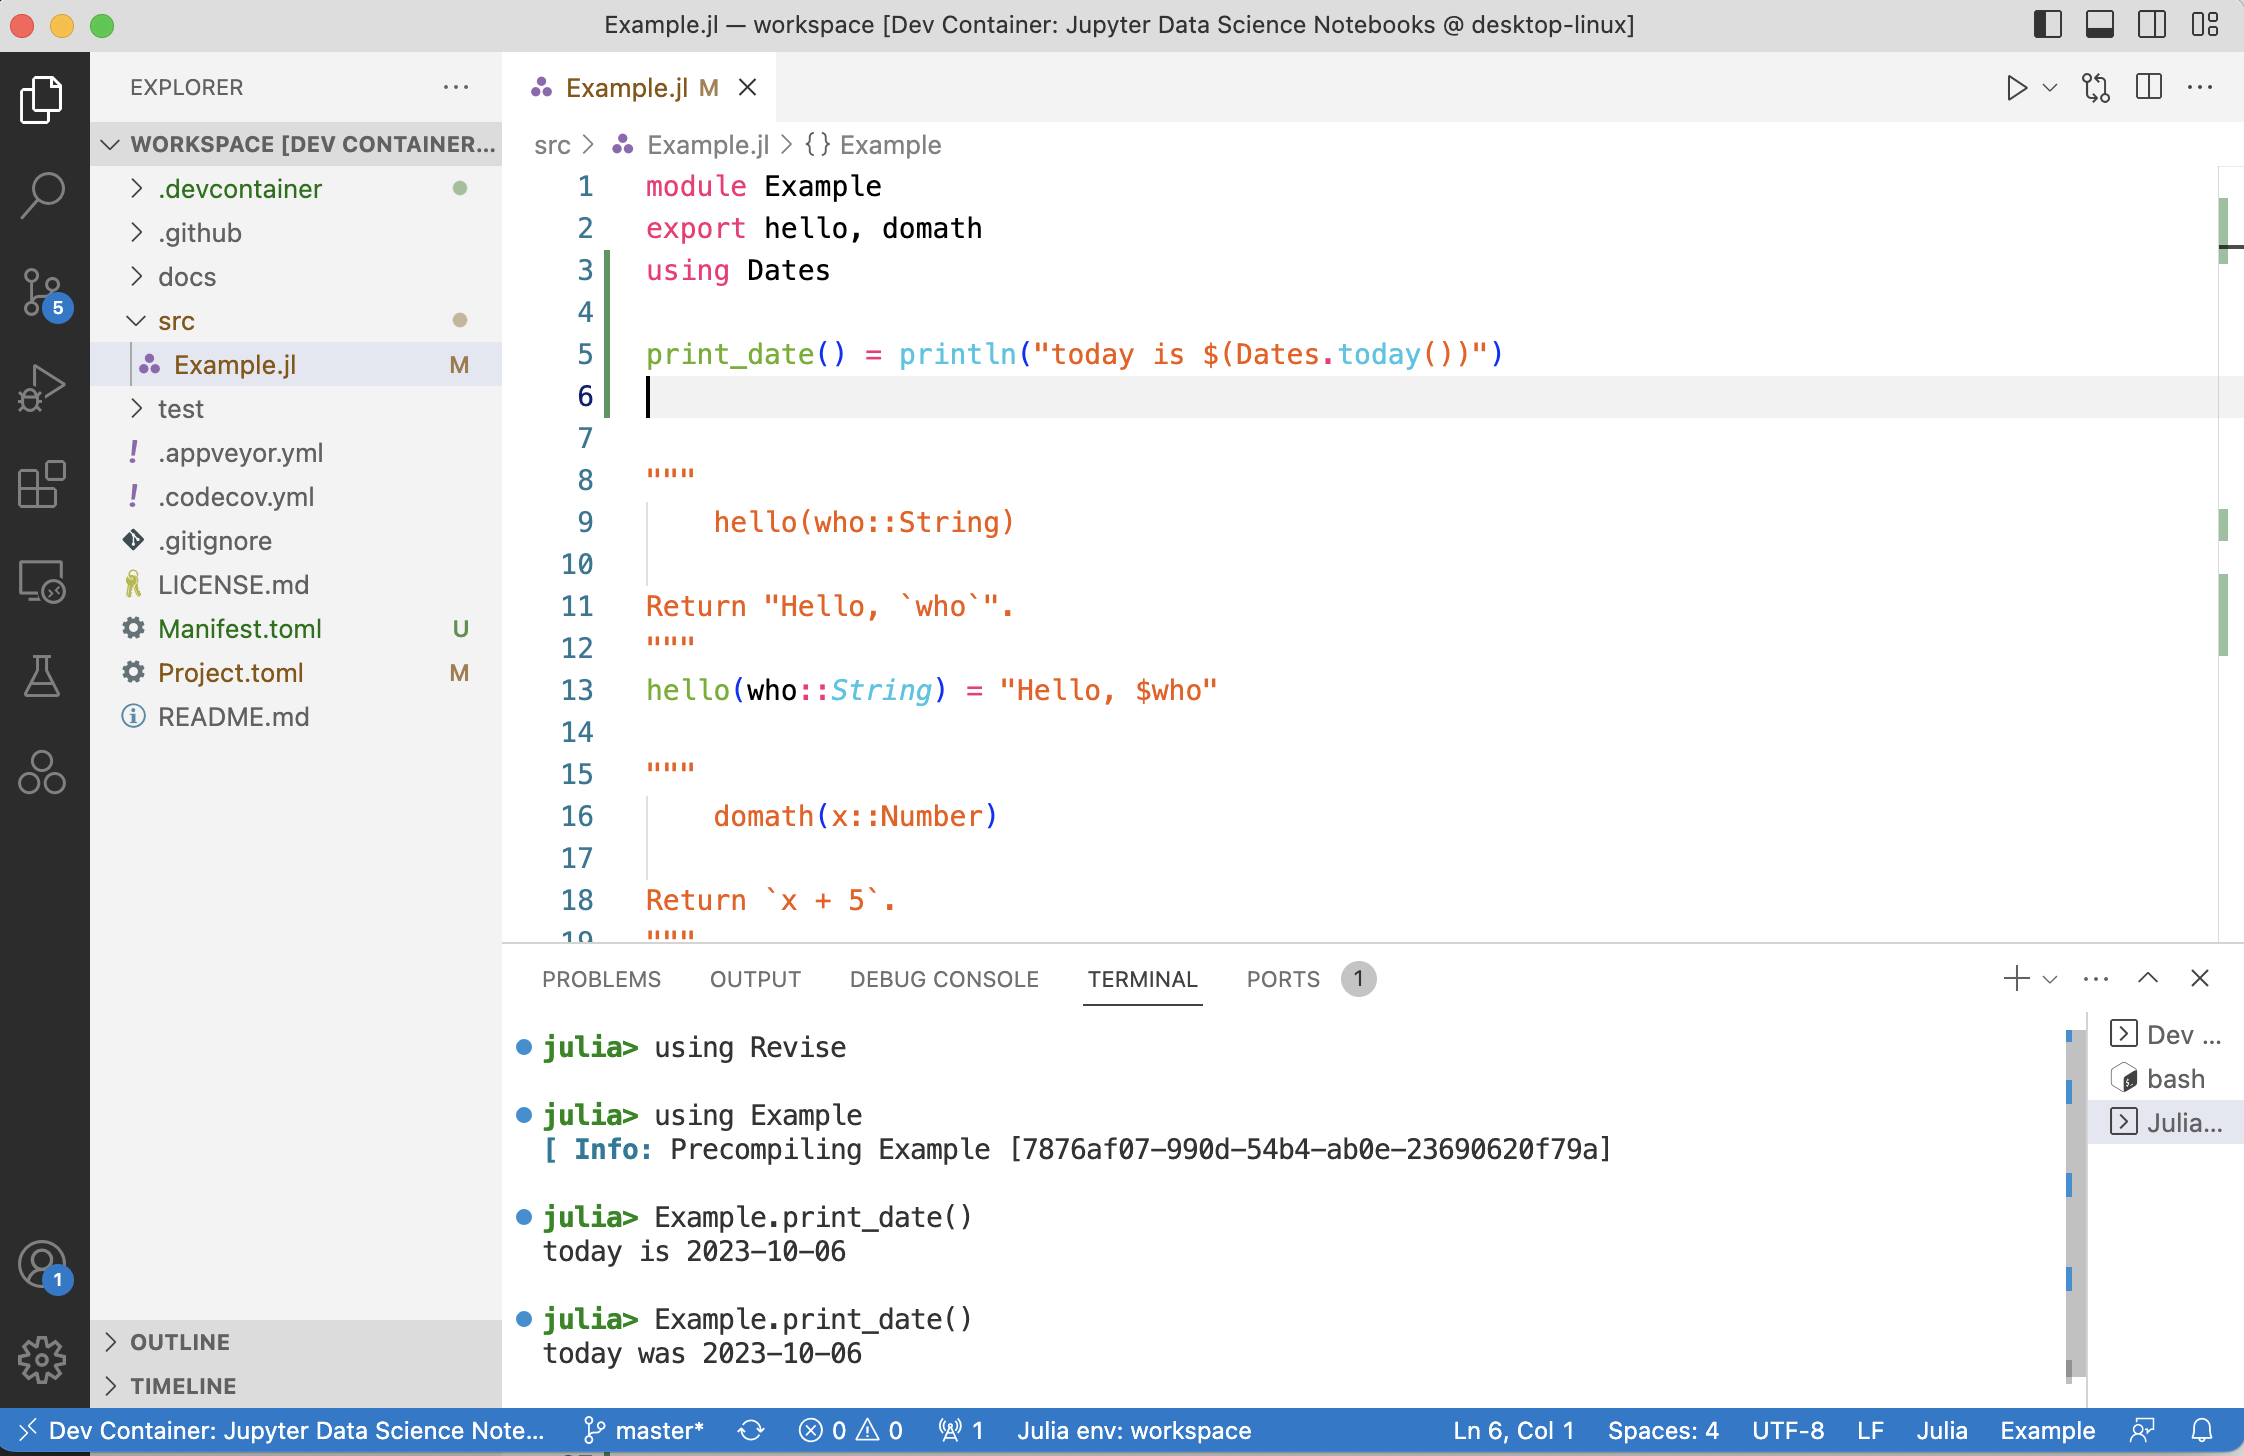 Example.jl — workspace [Dev Container: Jupyter Data Science Notebooks @ desktop-linux]
EXPLORER
WORKSPACE [DEV CONTAINER...
.devcontainer
.github
docs
src
Example.jl M
test
.appveyor.yml
.codecov.yml
.gitignore
LICENSE.md
Manifest.toml U
Project.toml M
README.md
OUTLINE
TIMELINE
5
1
Example.jl M
src > Example.jl > {} Example
1 module Example
2 export hello, domath
3 using Dates
4
5 print_date() = println("today is $(Dates.today())")
6
7
8 """
9     hello(who::String)
10
11 Return "Hello, `who`".
12 """
13 hello(who::String) = "Hello, $who"
14
15 """
16     domath(x::Number)
17
18 Return `x + 5`.
19 """
PROBLEMS OUTPUT DEBUG CONSOLE TERMINAL PORTS 1
julia> using Revise
julia> using Example
[ Info: Precompiling Example [7876af07-990d-54b4-ab0e-23690620f79a]
julia> Example.print_date()
today is 2023-10-06
julia> Example.print_date()
today was 2023-10-06
Dev ...
bash
Julia...
Dev Container: Jupyter Data Science Note... master* 0 0 1 Julia env: workspace Ln 6, Col 1 Spaces: 4 UTF-8 LF Julia Example